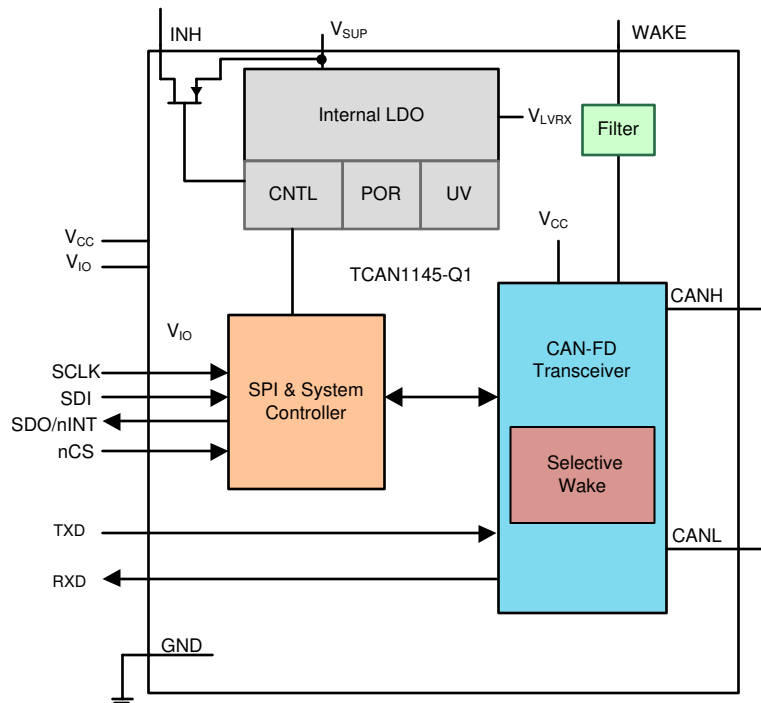 INH
VSUP
WAKE
Internal LDO
VLVRX
Filter
CNTL
POR
UV
VCC
VCC
VIO
TCAN1145-Q1
CANH
VIO
CAN-FD
Transceiver
SCLK
SDI
SDO/nINT
nCS
SPI & System
Controller
Selective
Wake
TXD
CANL
RXD
GND